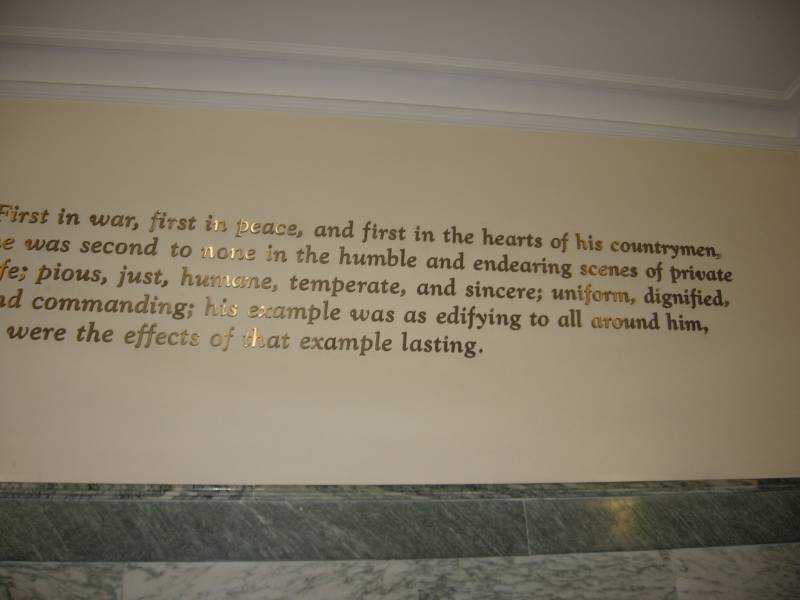 First in war, first in peace, and first in the hearts of his countrymen,
was second to none in the humble and endearing scenes of private
pious, just, humane, temperate, and sincere; uniform, dignified,
commanding; his example was as edifying to all around him,
were the effects of that example lasting.